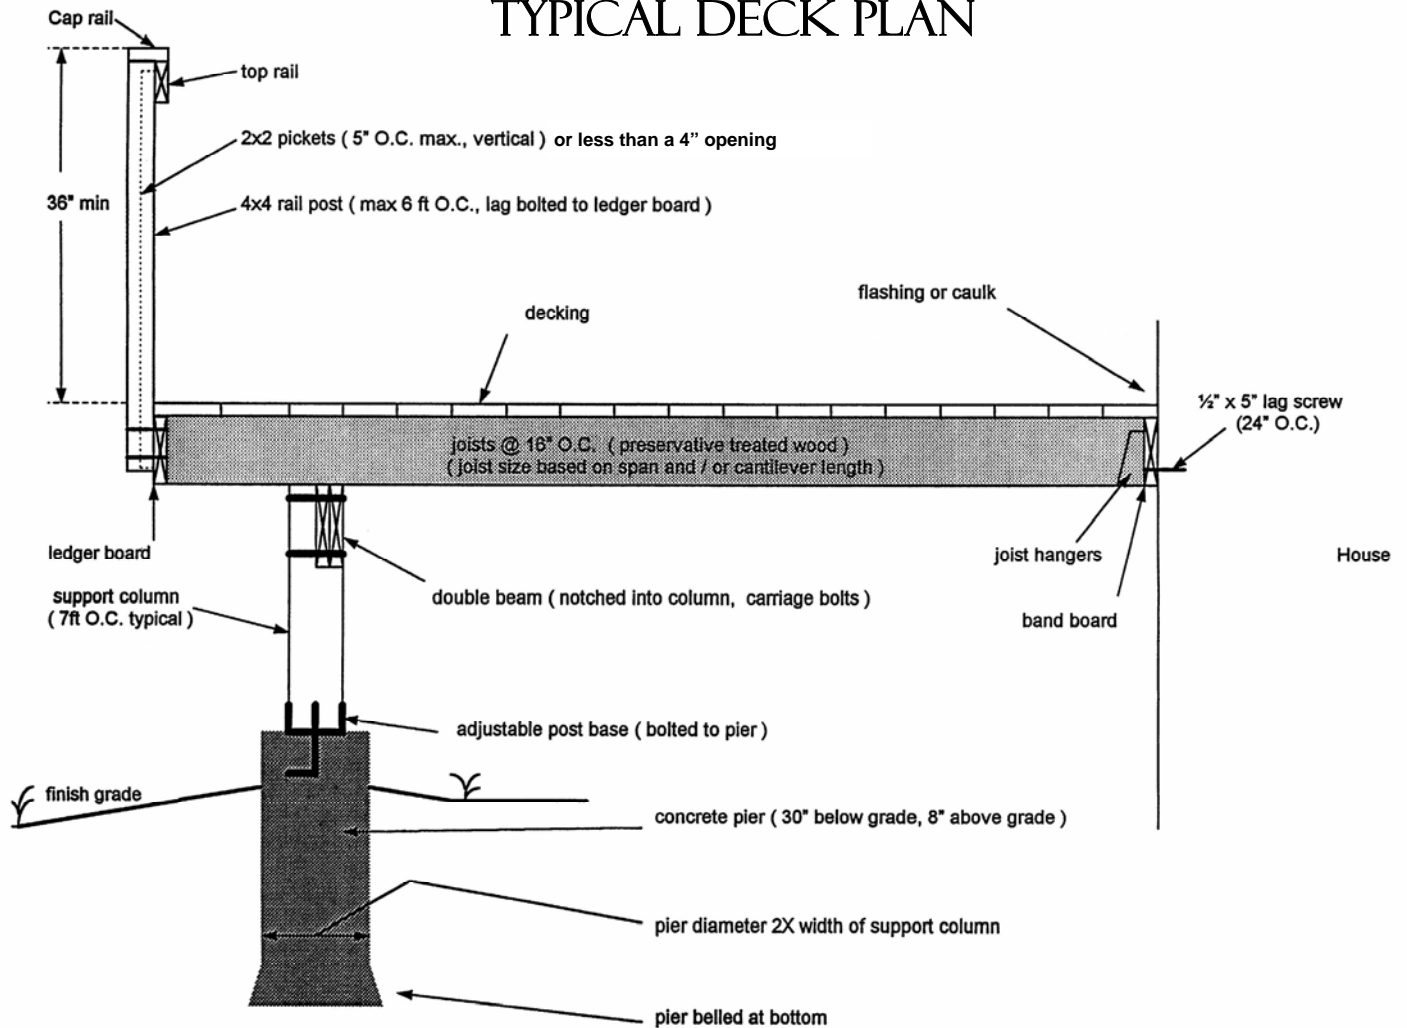 TYPICAL DECK PLAN
Cap rail
top rail
2x2 pickets ( 5" O.C. max., vertical ) or less than a 4” opening
36" min
4x4 rail post ( max 6 ft O.C., lag bolted to ledger board )
flashing or caulk
decking
½" x 5" lag screw
(24" O.C.)
joists @ 16" O.C. ( preservative treated wood )
( joist size based on span and / or cantilever length )
ledger board
joist hangers
House
support column
( 7ft O.C. typical )
double beam ( notched into column, carriage bolts )
band board
adjustable post base ( bolted to pier )
finish grade
concrete pier ( 30" below grade, 8" above grade )
pier diameter 2X width of support column
pier belled at bottom